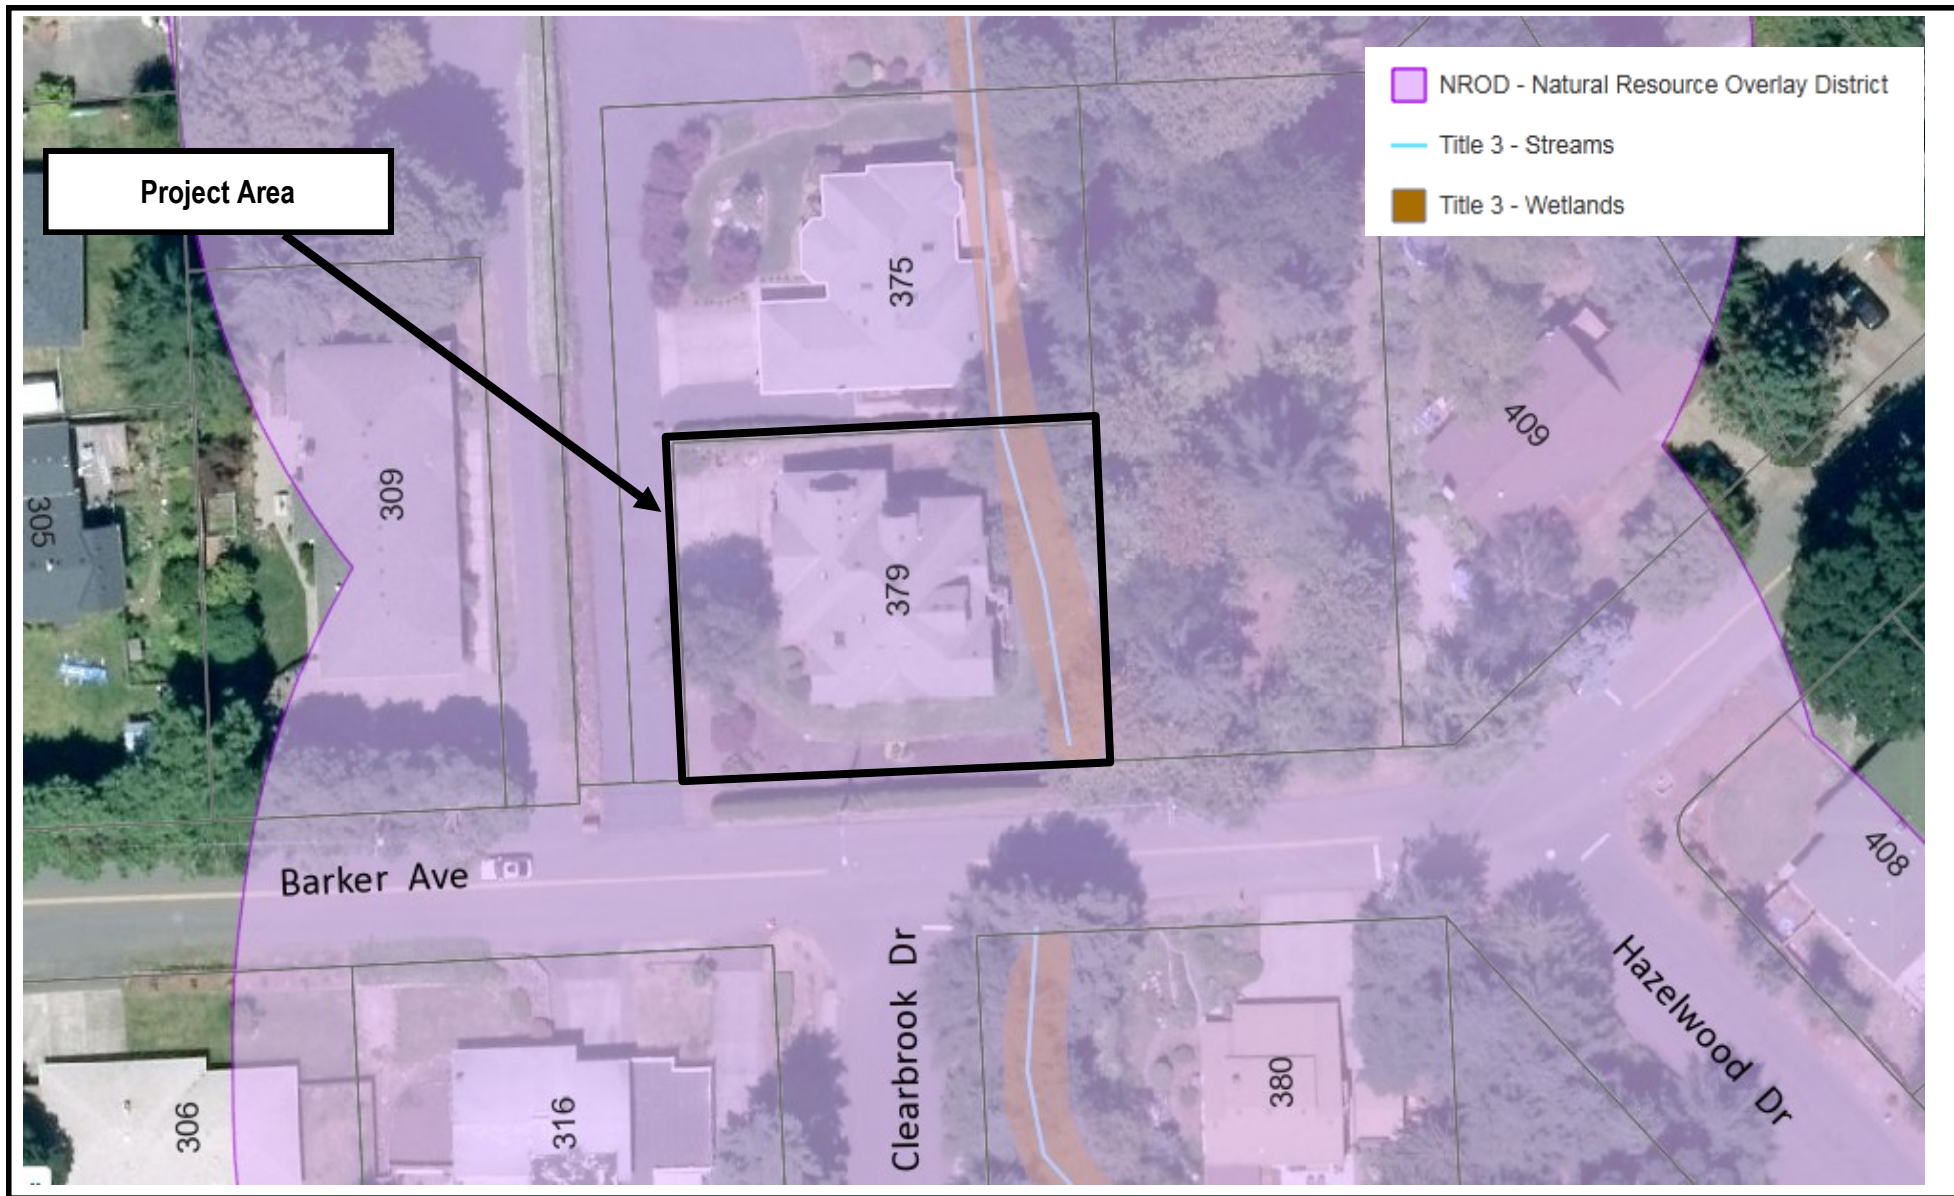 NROD - Natural Resource Overlay District
Title 3 - Streams
Title 3 - Wetlands
Project Area
375
409
309
305
379
Barker Ave
408
Clearbrook Dr
Hazelwood Dr
380
316
306